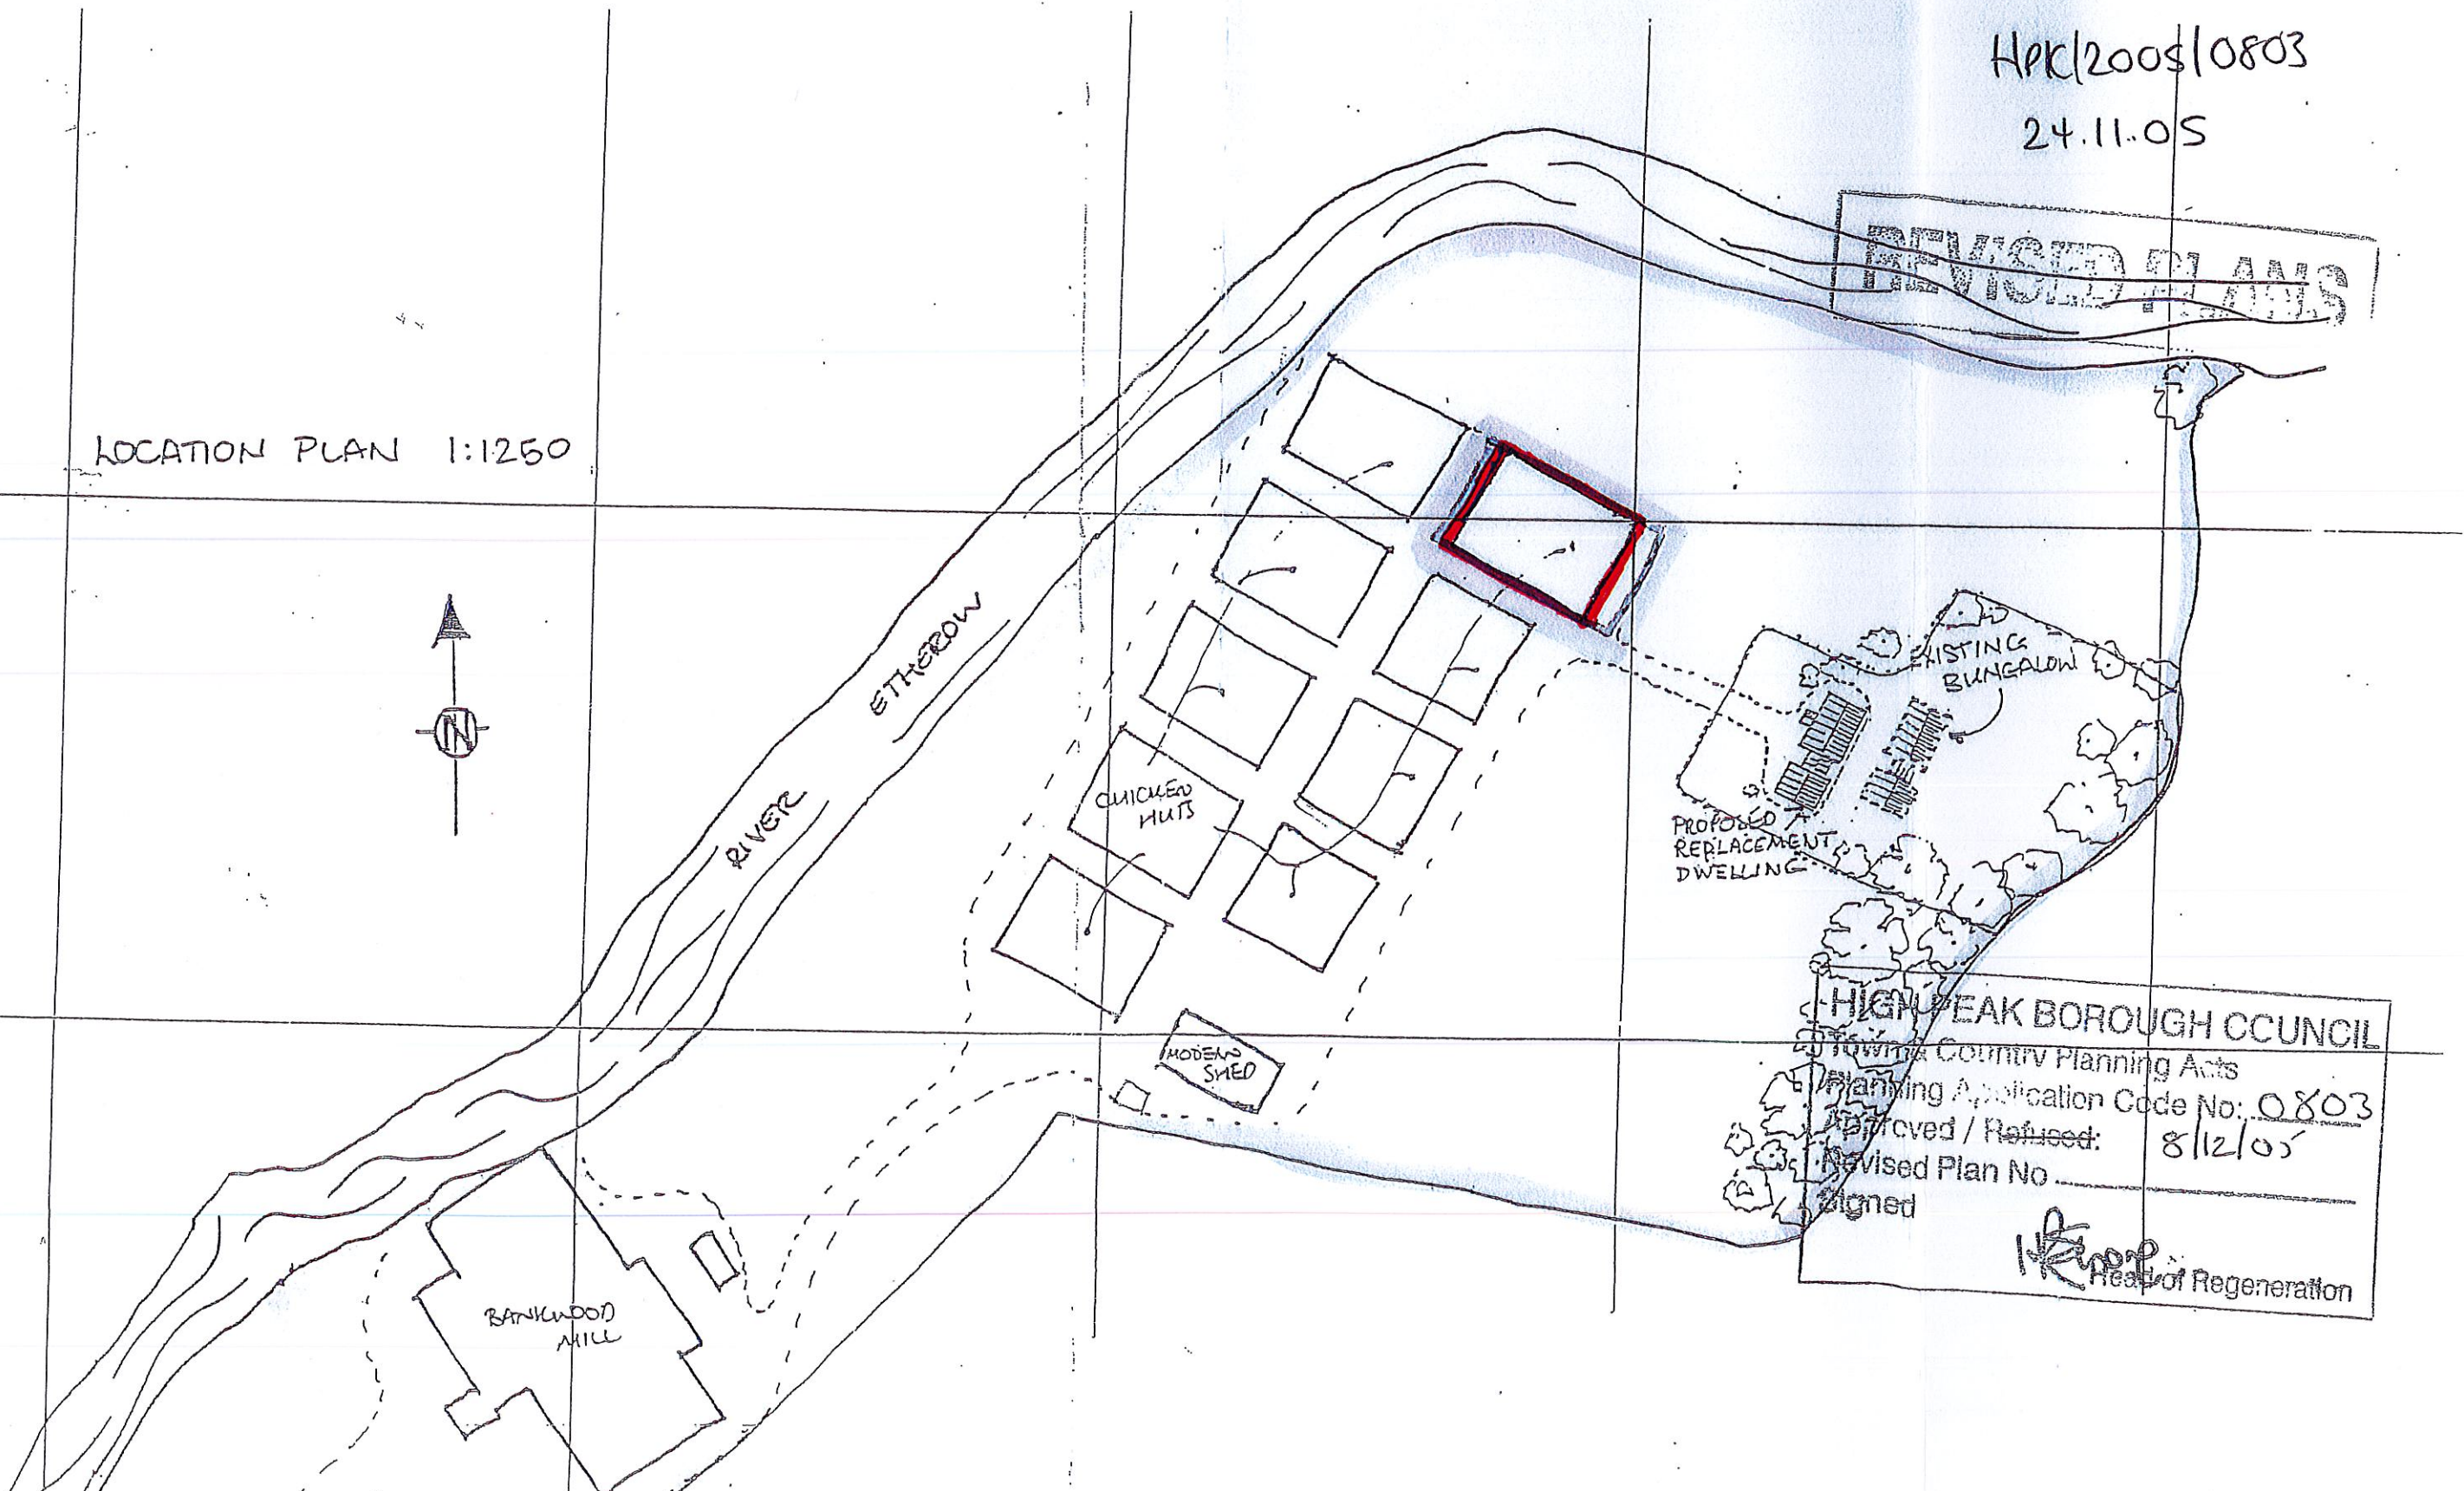 HPK/2005/0803
24.11.05
REVISED PLANS
LOCATION PLAN 1:1250
N
RIVER ETHEROW
EXISTING
BUNGALOW
CHICKEN
HUTS
PROPOSED
REPLACEMENT
DWELLING
MODERN
SHED
BANKWOOD
MILL
HIGH PEAK BOROUGH COUNCIL
Town & Country Planning Acts
Planning Application Code No: 0803
Approved / Refused: 8/12/05
Revised Plan No
Signed
Head of Regeneration